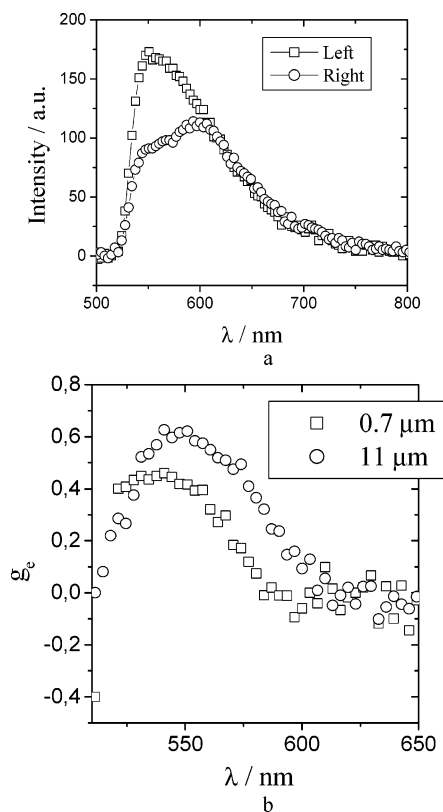 200
150
100
50
0
Intensity / a.u.
Left
Right
500 600 700 800
λ / nm
a
0,8
0,6
0,4
0,2
0,0
-0,2
-0,4
g_e
0.7 μm
11 μm
550 600 650
λ / nm
b